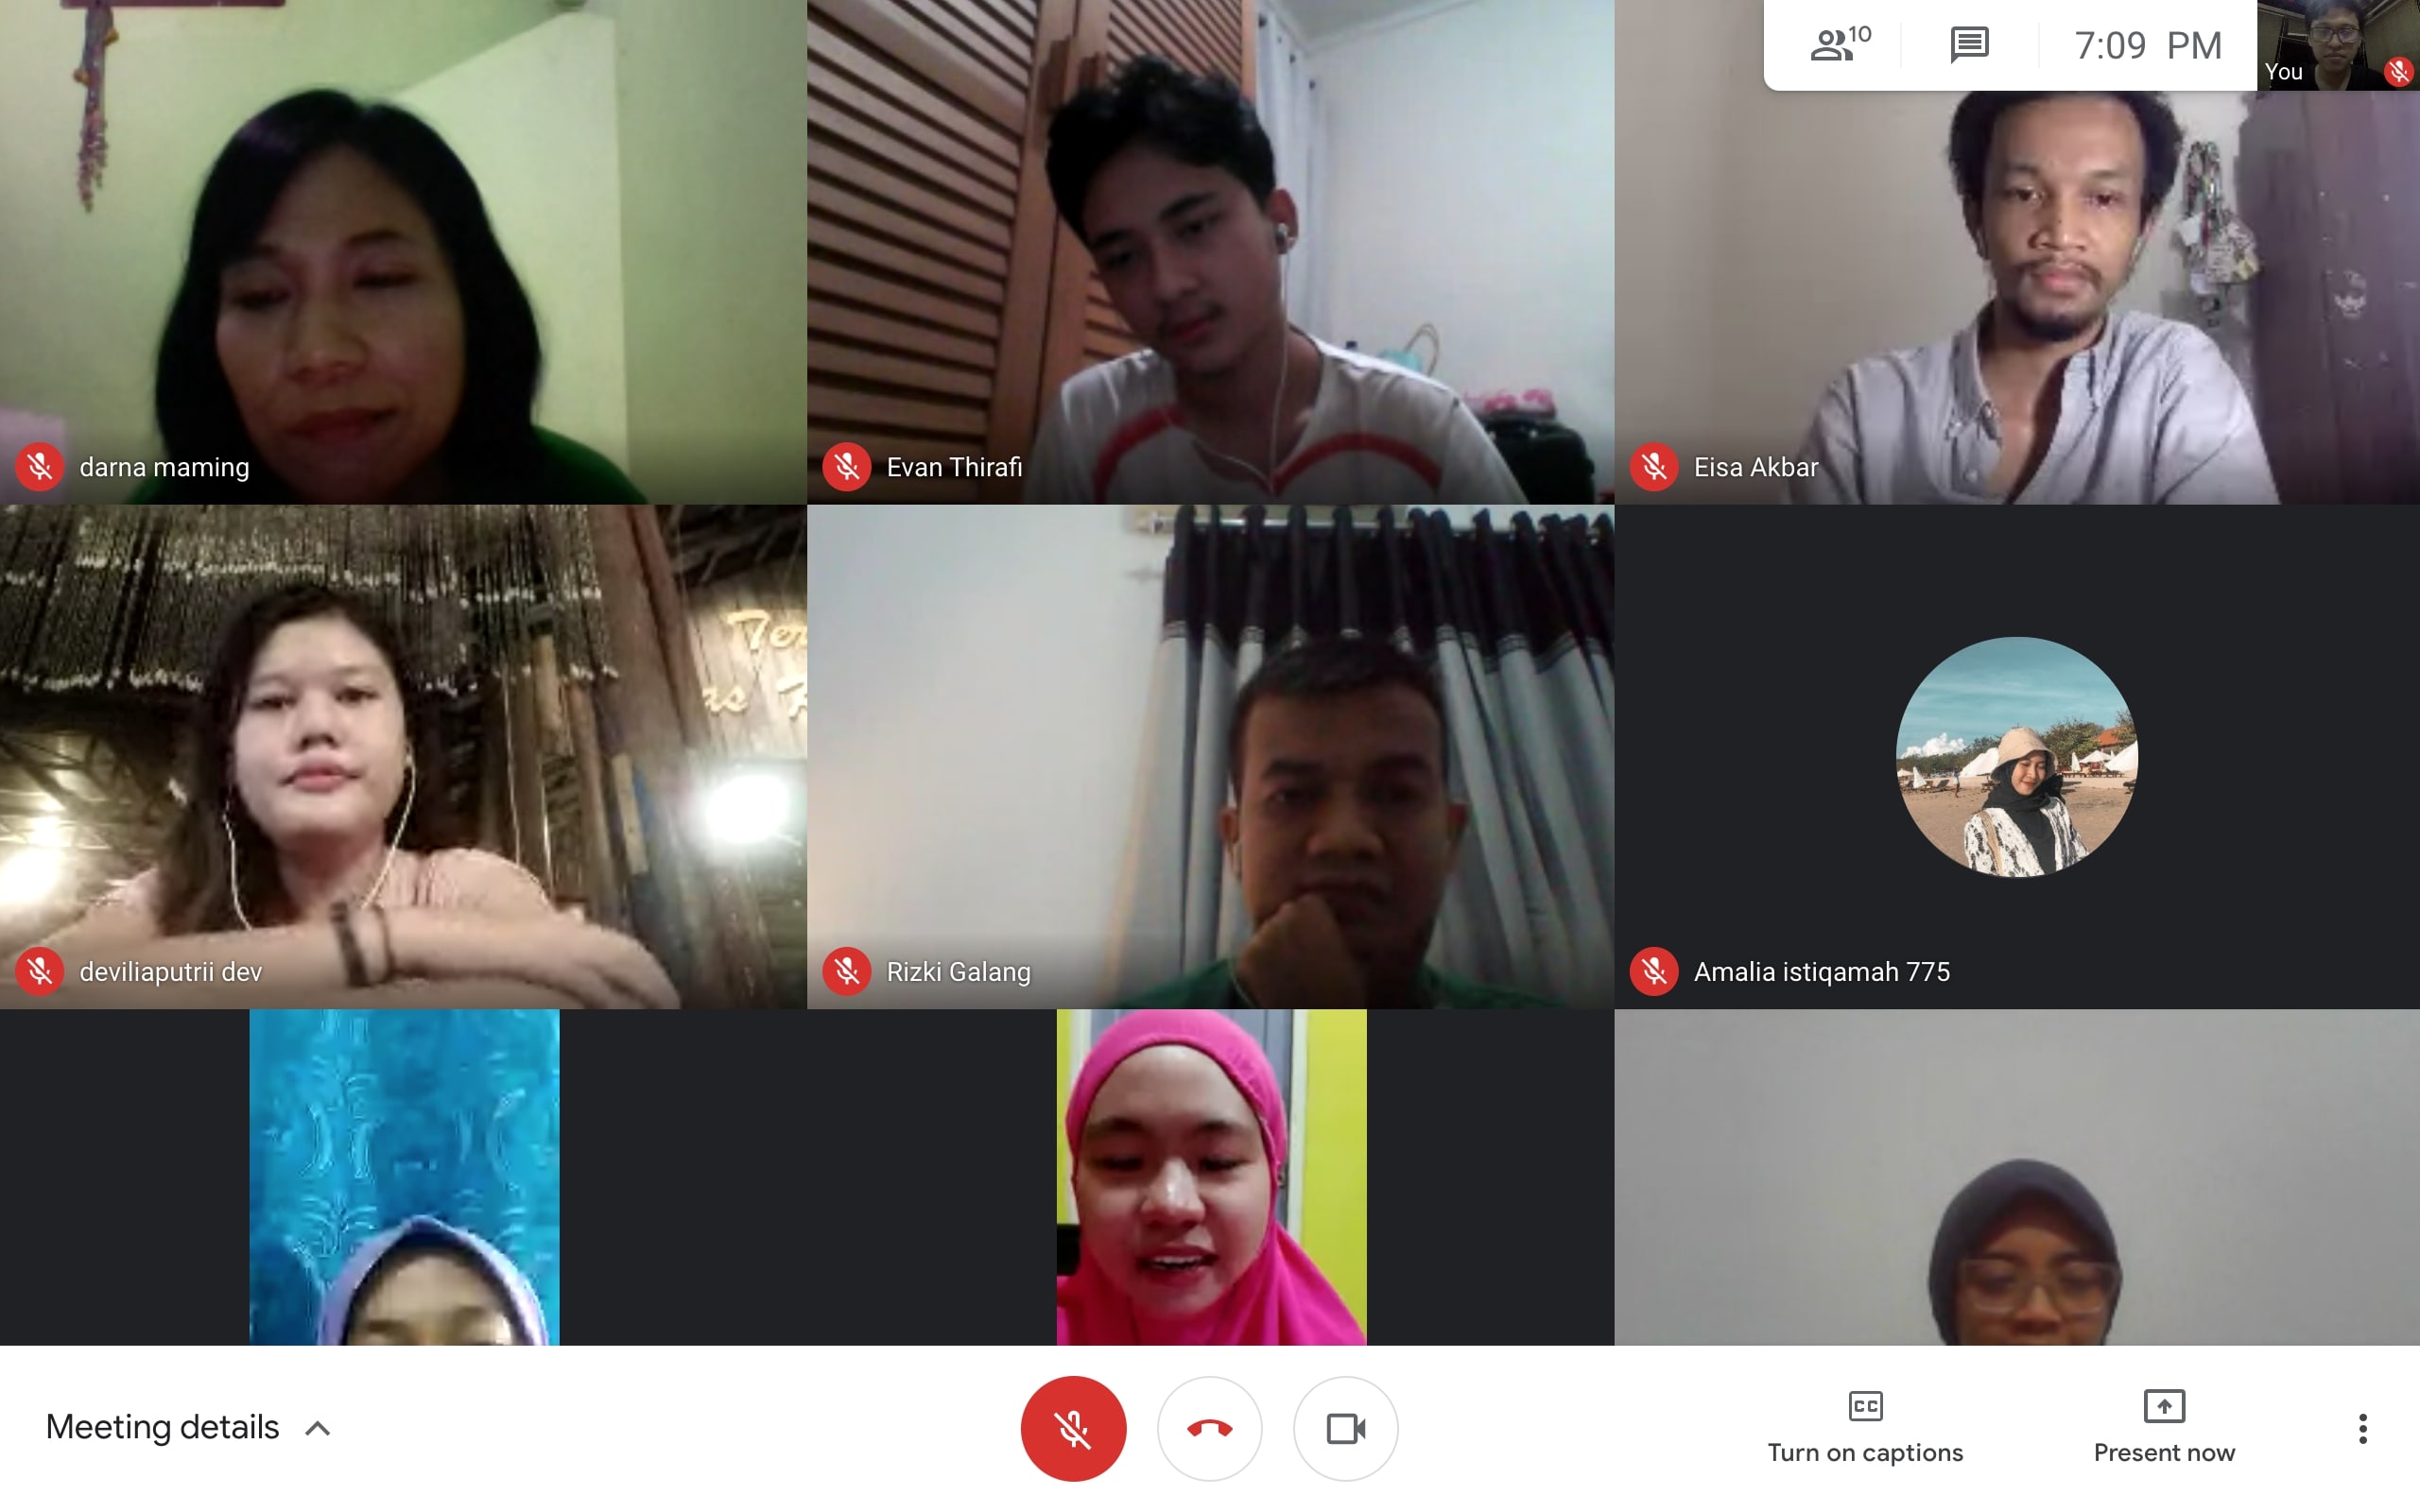 10
7:09 PM
You
darna maming
Evan Thirafi
Eisa Akbar
deviliaputrii dev
Rizki Galang
Amalia istiqamah 775
Meeting details
CC
Turn on captions
Present now